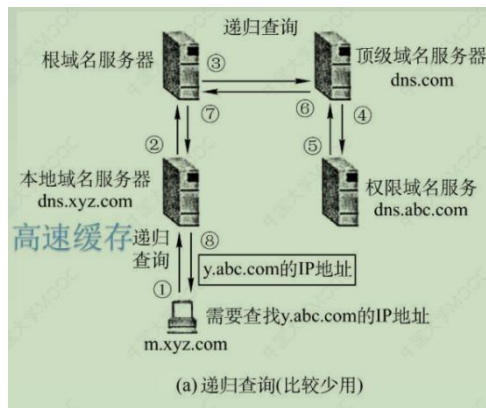 递归查询
根域名服务器
③
顶级域名服务器
dns.com
⑥
⑦
④
②
⑤
本地域名服务器
dns.xyz.com
权限域名服务
dns.abc.com
高速缓存
递归
查询
⑧
y.abc.com的IP地址
①
需要查找y.abc.com的IP地址
m.xyz.com
(a) 递归查询(比较少用)